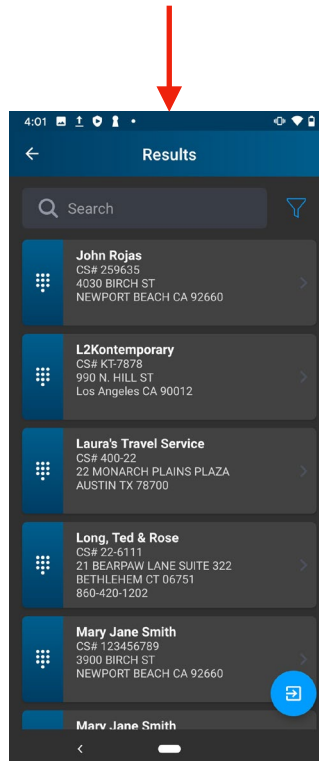 4:01
Results
Search
John Rojas
CS# 259635
4030 BIRCH ST
NEWPORT BEACH CA 92660
L2Kontemporary
CS# KT-7878
990 N. HILL ST
Los Angeles CA 90012
Laura's Travel Service
CS# 400-22
22 MONARCH PLAINS PLAZA
AUSTIN TX 78700
Long, Ted & Rose
CS# 22-6111
21 BEARPAW LANE SUITE 322
BETHLEHEM CT 06751
860-420-1202
Mary Jane Smith
CS# 123456789
3900 BIRCH ST
NEWPORT BEACH CA 92660
Mary Jane Smith